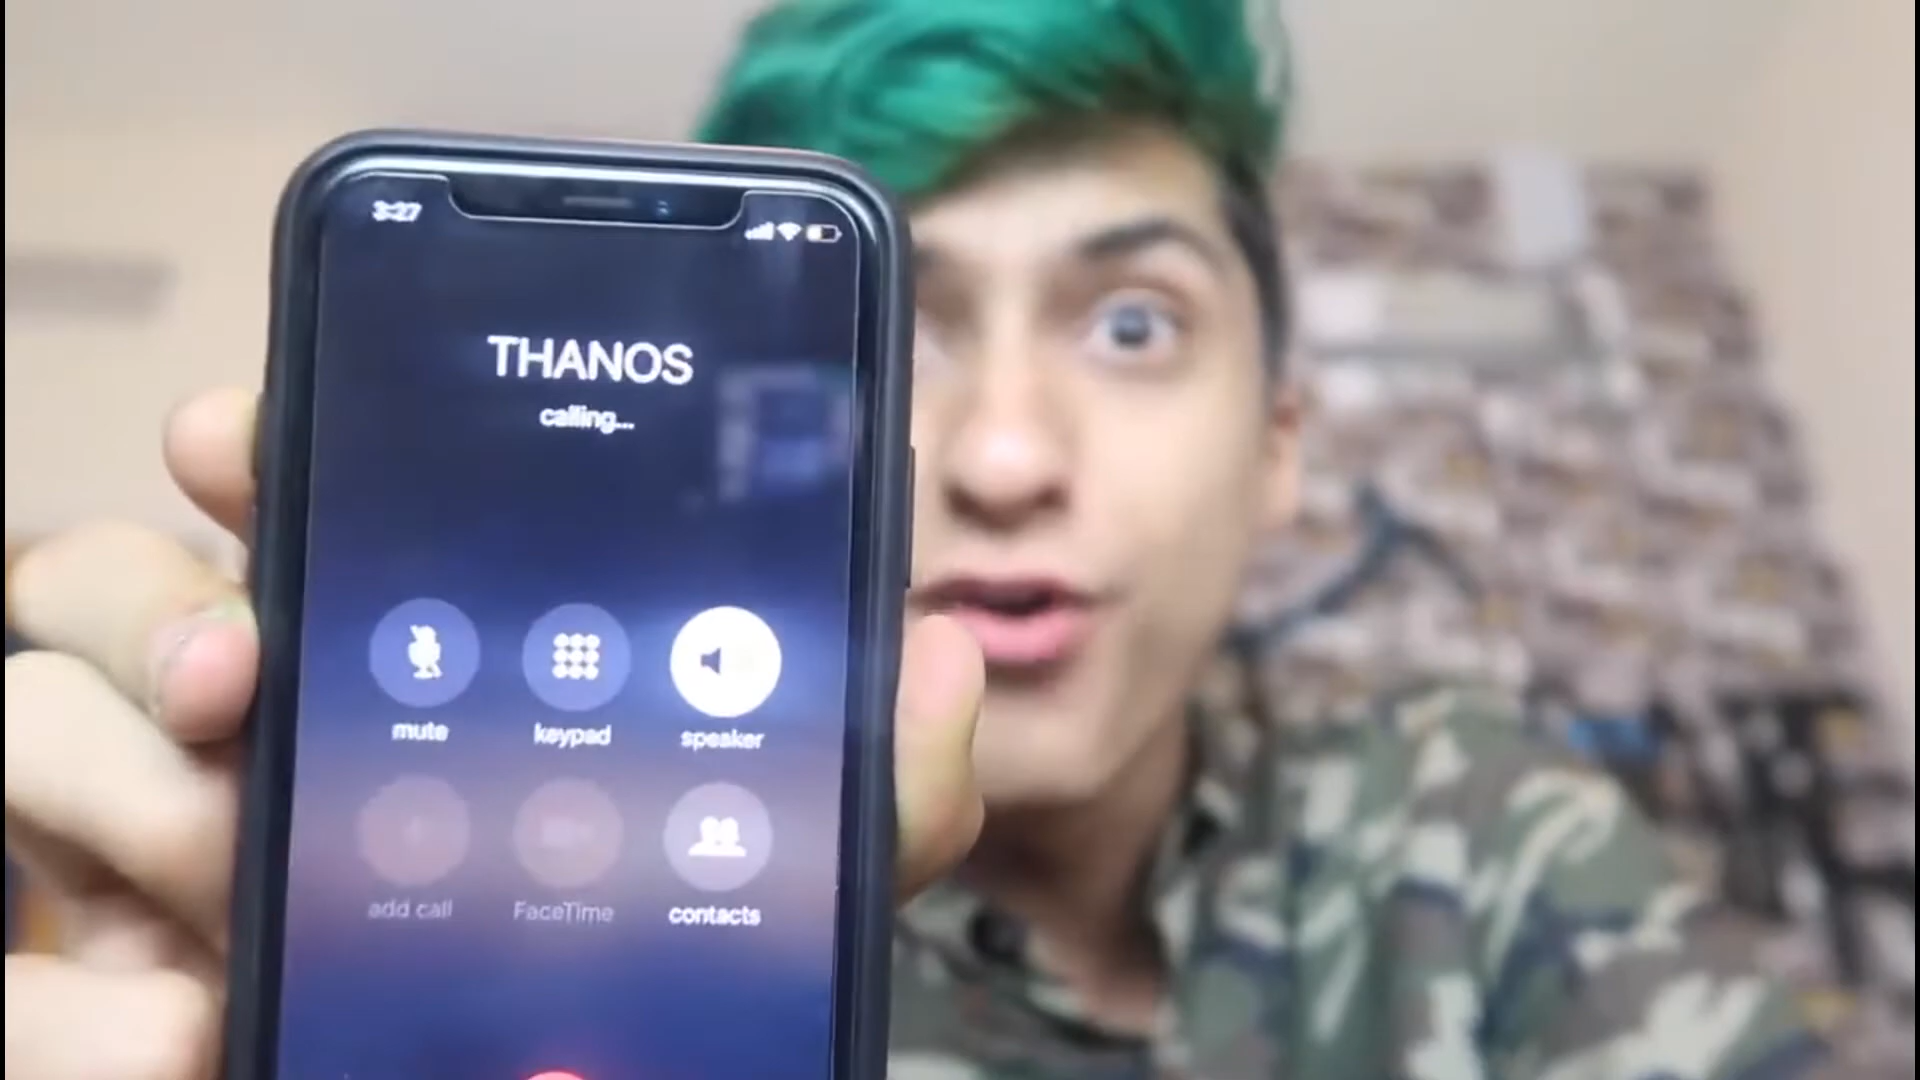 3:27
THANOS
calling...
mute keypad speaker
add call FaceTime contacts